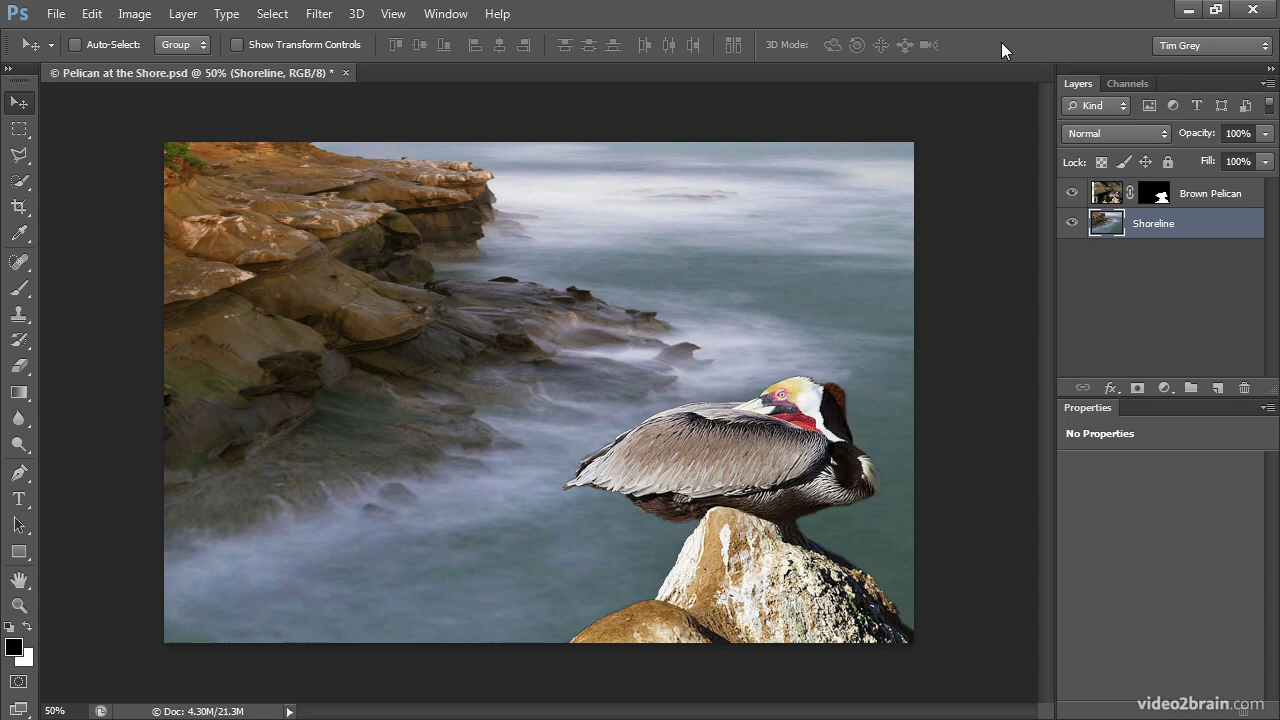 Ps File Edit Image Layer Type Select Filter 3D View Window Help
Auto-Select: Group Show Transform Controls 3D Mode: Tim Grey
© Pelican at the Shore.psd @ 50% (Shoreline, RGB/8) * ×
Layers Channels
Kind
Normal Opacity: 100%
Lock: Fill: 100%
Brown Pelican
Shoreline
fx
Properties
No Properties
T
50% © Doc: 4.30M/21.3M
video2brain.com